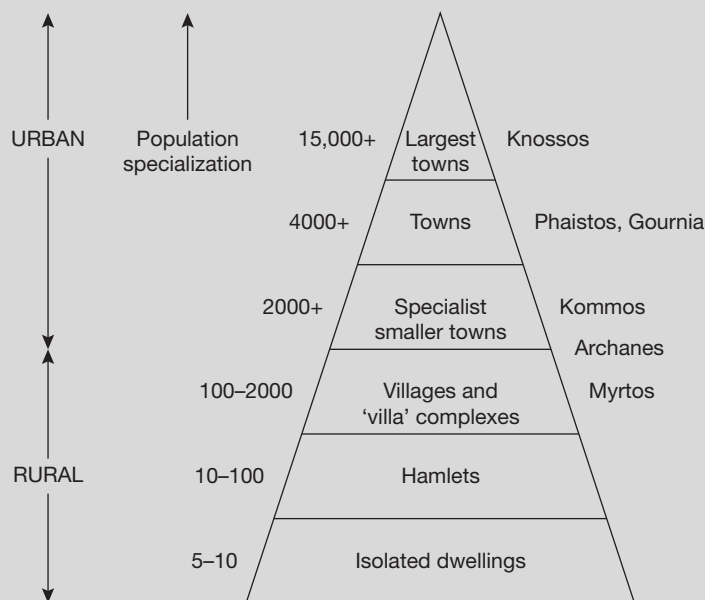 URBAN
Population
specialization
15,000+
Largest
towns
Knossos
4000+
Towns
Phaistos, Gournia
2000+
Specialist
smaller towns
Kommos
Archanes
100–2000
Villages and
‘villa’ complexes
Myrtos
RURAL
10–100
Hamlets
5–10
Isolated dwellings